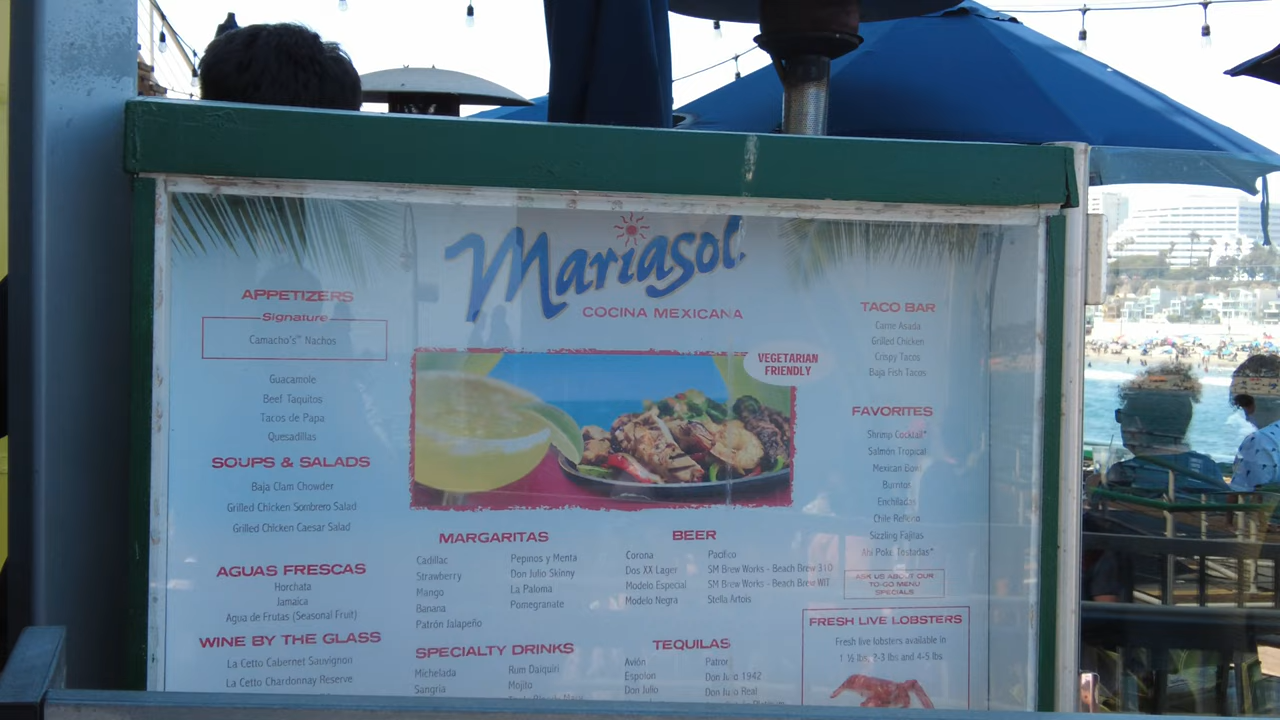 Mariasol
COCINA MEXICANA
APPETIZERS
Signature
Camacho's™ Nachos
Guacamole
Beef Taquitos
Tacos de Papa
Quesadillas
SOUPS & SALADS
Baja Clam Chowder
Grilled Chicken Sombrero Salad
Grilled Chicken Caesar Salad
AGUAS FRESCAS
Horchata
Jamaica
Agua de Frutas (Seasonal Fruit)
WINE BY THE GLASS
La Cetto Cabernet Sauvignon
La Cetto Chardonnay Reserve
VEGETARIAN
FRIENDLY
MARGARITAS
Cadillac
Strawberry
Mango
Banana
Patrón Jalapeño
Pepinos y Menta
Don Julio Skinny
La Paloma
Pomegranate
SPECIALTY DRINKS
Michelada
Sangria
Rum Daiquiri
Mojito
BEER
Corona
Dos XX Lager
Modelo Especial
Modelo Negra
Pacifico
SM Brew Works - Beach Brew 310
SM Brew Works - Beach Brew WIT
Stella Artois
TEQUILAS
Avión
Espolon
Don Julio
Patron
Don Julio 1942
Don Julio Real
TACO BAR
Carne Asada
Grilled Chicken
Crispy Tacos
Baja Fish Tacos
FAVORITES
Shrimp Cocktail*
Salmón Tropical
Mexican Bowl
Burritos
Enchiladas
Chile Relleno
Sizzling Fajitas
Ahi Poke Tostadas*
ASK US ABOUT OUR
TO-GO MENU
SPECIALS
FRESH LIVE LOBSTERS
Fresh live lobsters available in
1 ½ lbs, 2-3 lbs and 4-5 lbs